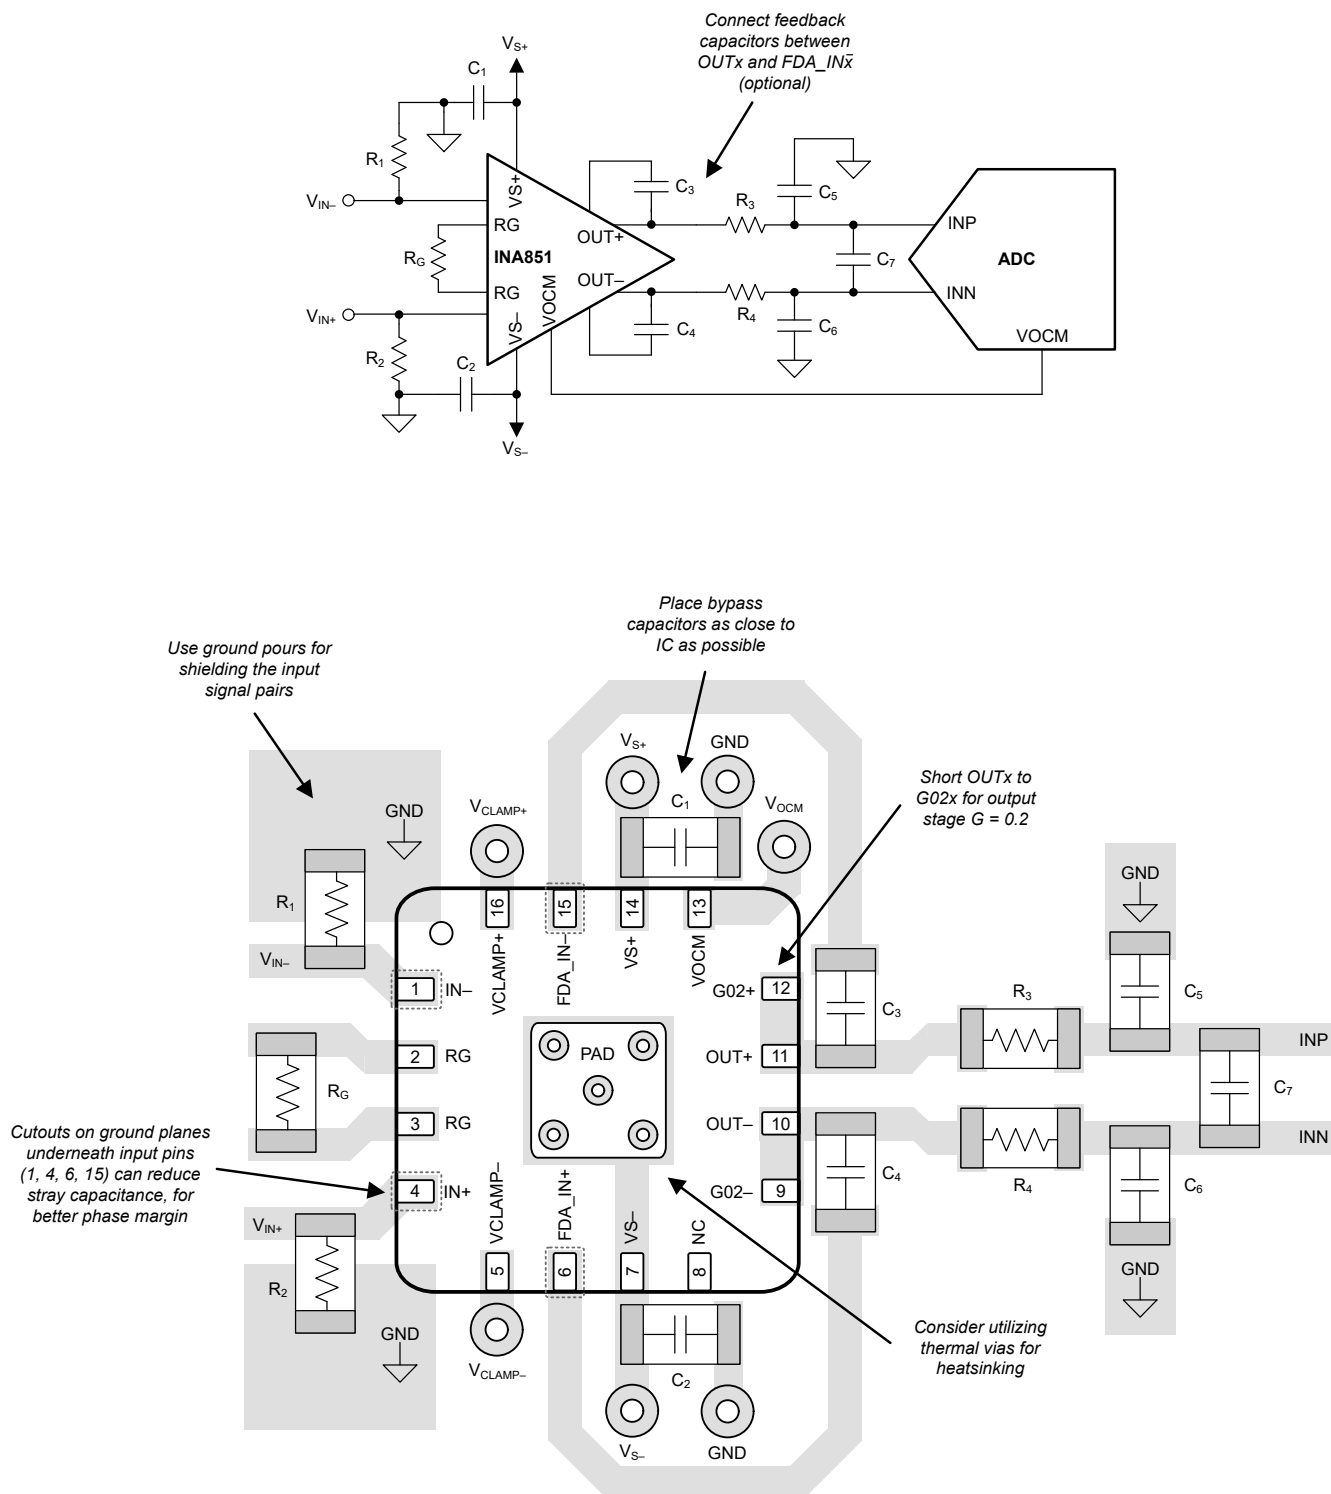 Connect feedback
capacitors between
OUTx and FDA_INx̄
(optional)
VS+
C1
R1
VIN–
VS+
C3
C5
R3
RG
OUT+
INP
RG
INA851
C7
ADC
OUT–
RG
INN
VIN+
VOCM
VS–
R4
C4
C6
VOCM
R2
C2
VS–
Place bypass
capacitors as close to
IC as possible
Use ground pours for
shielding the input
signal pairs
VS+
GND
Short OUTx to
G02x for output
stage G = 0.2
VCLAMP+
C1
VOCM
GND
GND
R1
16
15
14
13
VCLAMP+
FDA_IN–
VS+
VOCM
VIN–
1
IN–
G02+
12
C3
R3
C5
2
RG
PAD
OUT+
11
INP
RG
C7
3
RG
OUT–
10
INN
Cutouts on ground planes
underneath input pins
(1, 4, 6, 15) can reduce
stray capacitance, for
better phase margin
4
IN+
G02–
9
C4
R4
C6
VIN+
VCLAMP–
FDA_IN+
VS–
NC
5
6
7
8
R2
GND
GND
VCLAMP–
C2
Consider utilizing
thermal vias for
heatsinking
VS–
GND